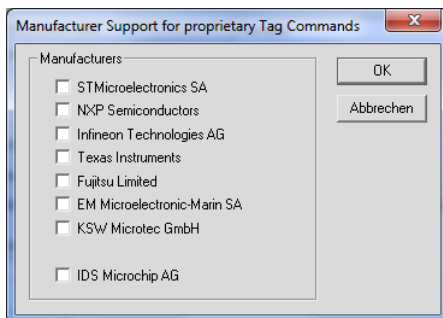 Manufacturer Support for proprietary Tag Commands
Manufacturers
STMicroelectronics SA
NXP Semiconductors
Infineon Technologies AG
Texas Instruments
Fujitsu Limited
EM Microelectronic-Marin SA
KSW Microtec GmbH
IDS Microchip AG
OK
Abbrechen